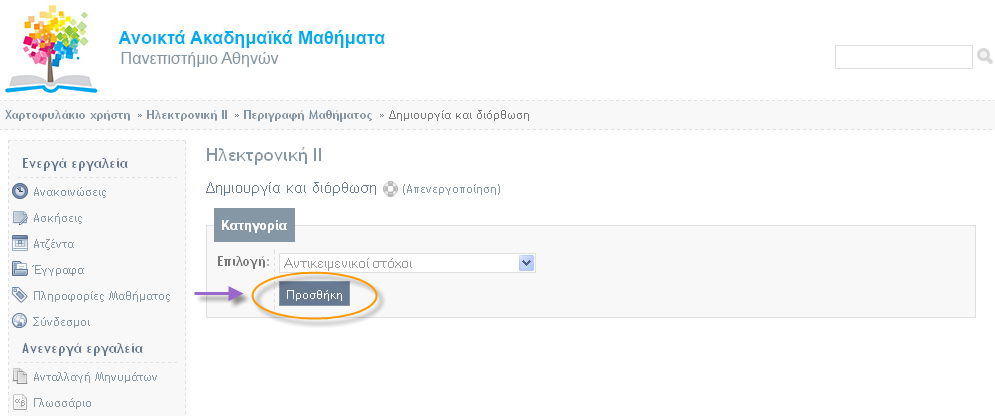 Ανοικτά Ακαδημαϊκά Μαθήματα
Πανεπιστήμιο Αθηνών
Χαρτοφυλάκιο χρήστη » Ηλεκτρονική ΙΙ » Περιγραφή Μαθήματος » Δημιουργία και διόρθωση
Ενεργά εργαλεία
Ανακοινώσεις
Ασκήσεις
Ατζέντα
Έγγραφα
Πληροφορίες Μαθήματος
Σύνδεσμοι
Ανενεργά εργαλεία
Ανταλλαγή Μηνυμάτων
αβ Γλωσσάριο
Ηλεκτρονική ΙΙ
Δημιουργία και διόρθωση (Απενεργοποίηση)
Κατηγορία
Επιλογή: Αντικειμενικοί στόχοι
Προσθήκη